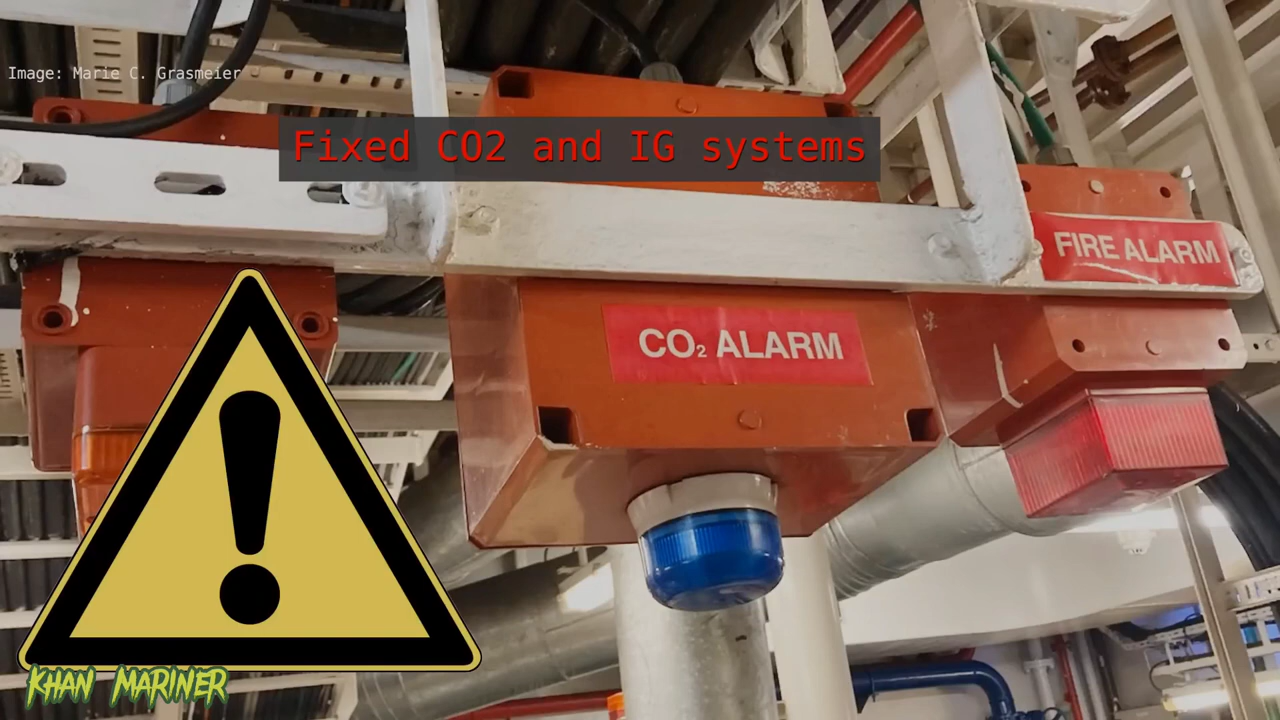 Image: Marie C. Grasmeier
Fixed CO2 and IG systems
FIRE ALARM
CO₂ ALARM
KHAN MARINER